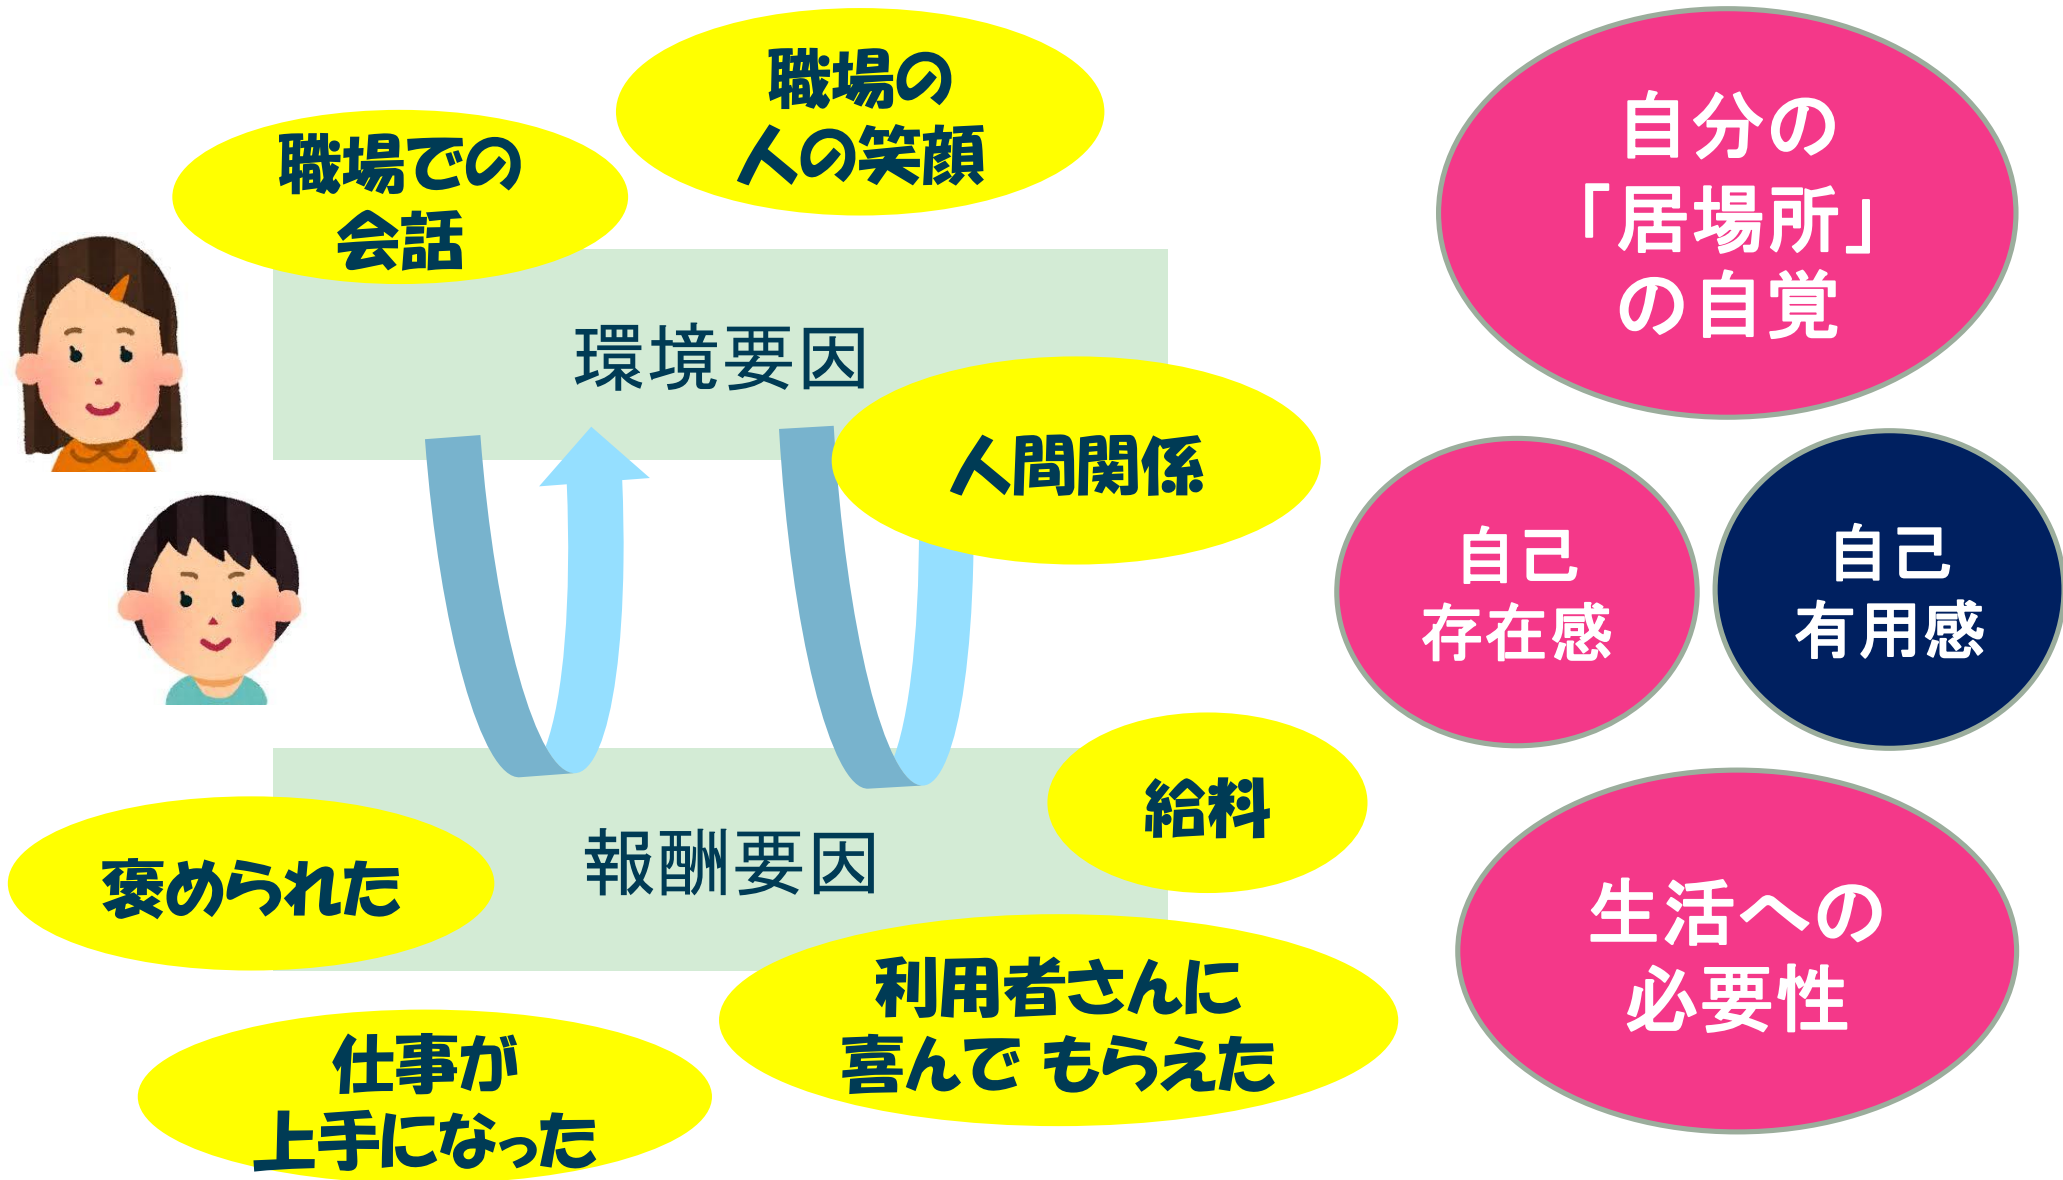 職場での
会話
職場の
人の笑顔
環境要因
人間関係
報酬要因
給料
褒められた
利用者さんに
喜んで もらえた
仕事が
上手になった
自分の
「居場所」
の自覚
自己
存在感
自己
有用感
生活への
必要性